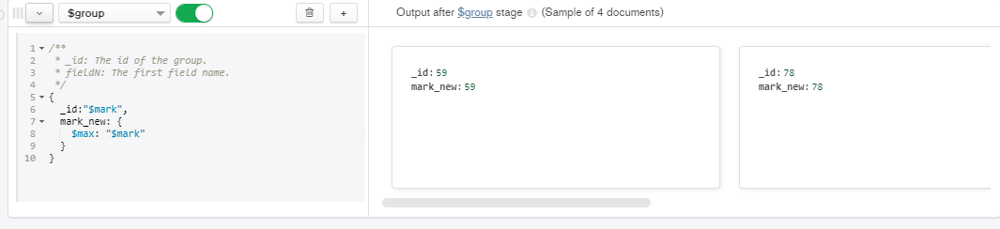 $group
+
Output after $group stage (Sample of 4 documents)
1 /**
2 * _id: The id of the group.
3 * fieldN: The first field name.
4 */
5 {
6 _id:"$mark",
7 mark_new: {
8 $max: "$mark"
9 }
10 }
_id: 59
mark_new: 59
_id: 78
mark_new: 78